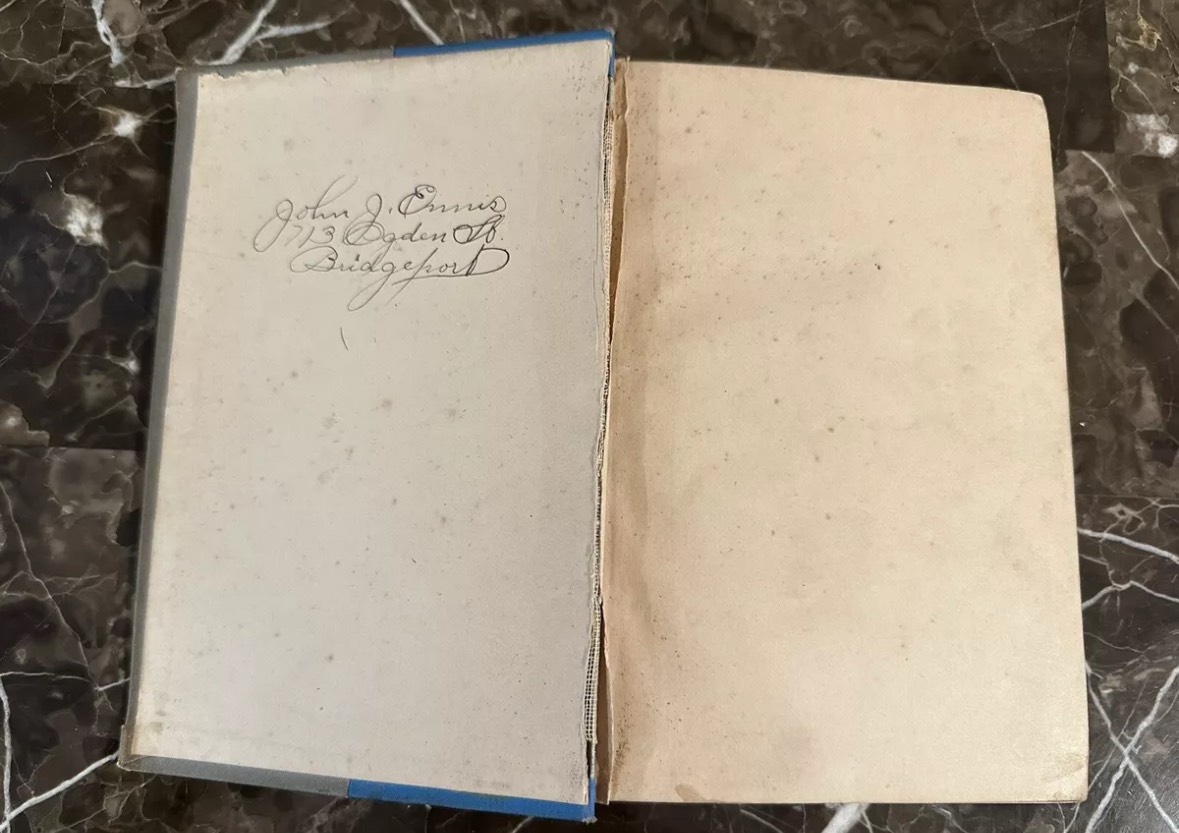 John J. Ennis
713 Ogden St.
Bridgeport